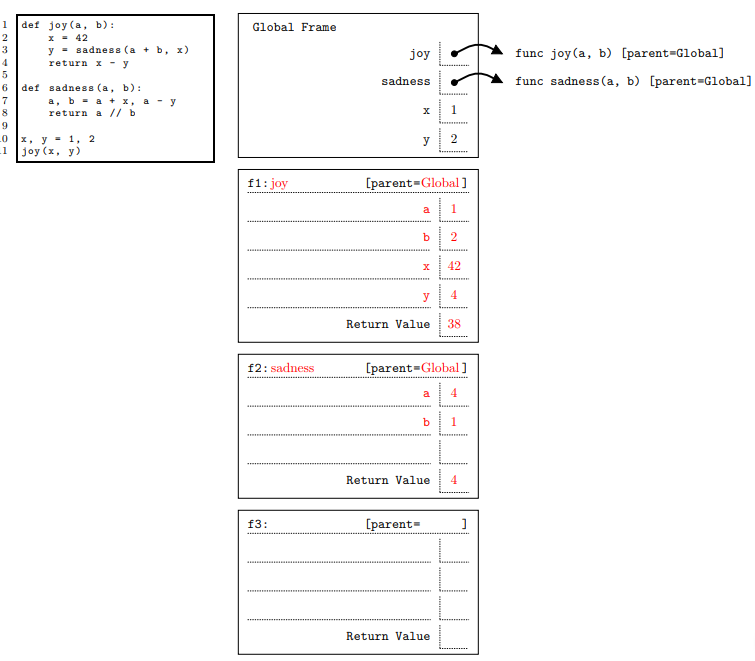 1 def joy(a, b):
2 x = 42
3 y = sadness(a + b, x)
4 return x - y
5
6 def sadness(a, b):
7 a, b = a + x, a - y
8 return a // b
9
0 x, y = 1, 2
1 joy(x, y)
Global Frame
joy func joy(a, b) [parent=Global]
sadness func sadness(a, b) [parent=Global]
x 1
y 2
f1: joy [parent=Global]
a 1
b 2
x 42
y 4
Return Value 38
f2: sadness [parent=Global]
a 4
b 1
Return Value 4
f3: [parent= ]
Return Value